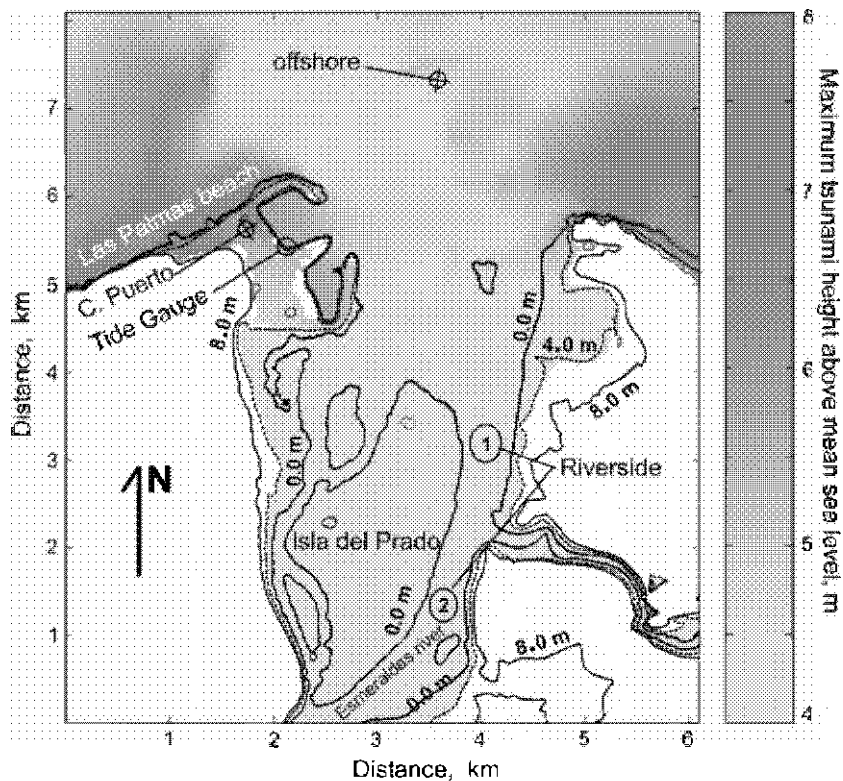 offshore
Las Palmas beach
C. Puerto
Tide Gauge
8.0 m
0.0 m
4.0 m
8.0 m
0.0 m
1
Riverside
N
Isla del Prado
0.0 m
2
Esmeraldas river
0.0 m
8.0 m
7
6
5
4
3
2
1
Distance, km
1
2
3
4
5
6
Distance, km
8
7
6
5
4
Maximum tsunami height above mean sea level, m